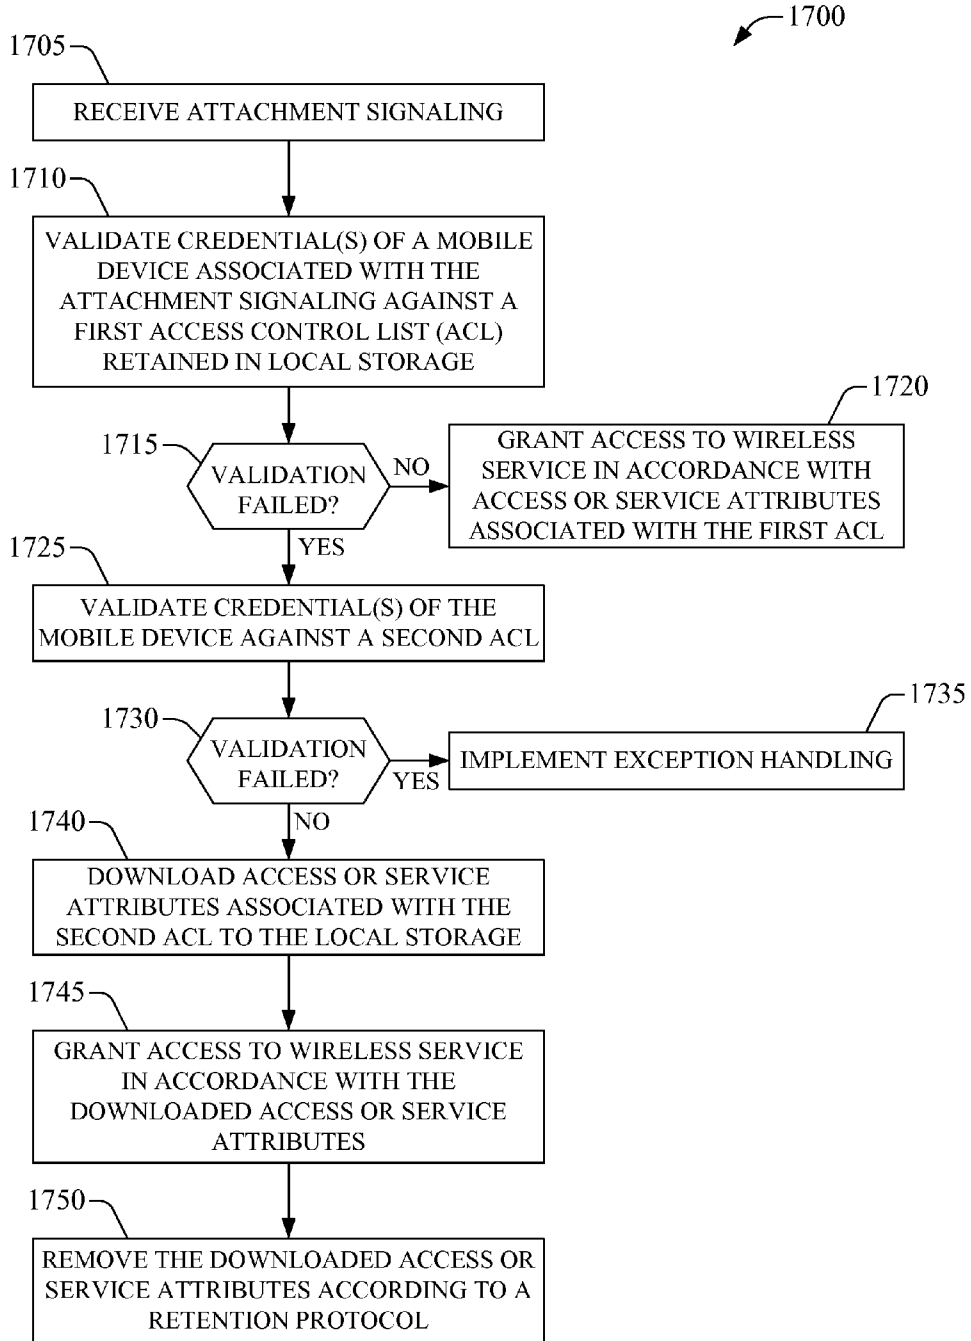 1700
1705
RECEIVE ATTACHMENT SIGNALING
1710
VALIDATE CREDENTIAL(S) OF A MOBILE
DEVICE ASSOCIATED WITH THE
ATTACHMENT SIGNALING AGAINST A
FIRST ACCESS CONTROL LIST (ACL)
RETAINED IN LOCAL STORAGE
1715
VALIDATION
FAILED?
NO
YES
1720
GRANT ACCESS TO WIRELESS
SERVICE IN ACCORDANCE WITH
ACCESS OR SERVICE ATTRIBUTES
ASSOCIATED WITH THE FIRST ACL
1725
VALIDATE CREDENTIAL(S) OF THE
MOBILE DEVICE AGAINST A SECOND ACL
1730
VALIDATION
FAILED?
YES
NO
1735
IMPLEMENT EXCEPTION HANDLING
1740
DOWNLOAD ACCESS OR SERVICE
ATTRIBUTES ASSOCIATED WITH THE
SECOND ACL TO THE LOCAL STORAGE
1745
GRANT ACCESS TO WIRELESS SERVICE
IN ACCORDANCE WITH THE
DOWNLOADED ACCESS OR SERVICE
ATTRIBUTES
1750
REMOVE THE DOWNLOADED ACCESS OR
SERVICE ATTRIBUTES ACCORDING TO A
RETENTION PROTOCOL